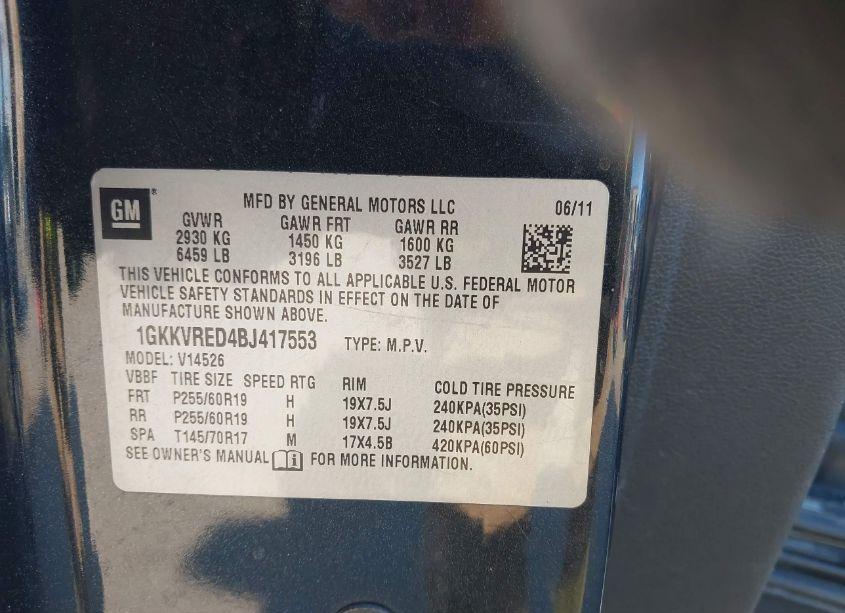 GM ® MFD BY GENERAL MOTORS LLC 06/11
GVWR GAWR FRT GAWR RR
2930 KG 1450 KG 1600 KG
6459 LB 3196 LB 3527 LB
THIS VEHICLE CONFORMS TO ALL APPLICABLE U.S. FEDERAL MOTOR
VEHICLE SAFETY STANDARDS IN EFFECT ON THE DATE OF
MANUFACTURE SHOWN ABOVE.
1GKKVRED4BJ417553 TYPE: M.P.V.
MODEL: V14526
VBBF TIRE SIZE SPEED RTG RIM COLD TIRE PRESSURE
FRT P255/60R19 H 19X7.5J 240KPA(35PSI)
RR P255/60R19 H 19X7.5J 240KPA(35PSI)
SPA T145/70R17 M 17X4.5B 420KPA(60PSI)
SEE OWNER'S MANUAL i FOR MORE INFORMATION.